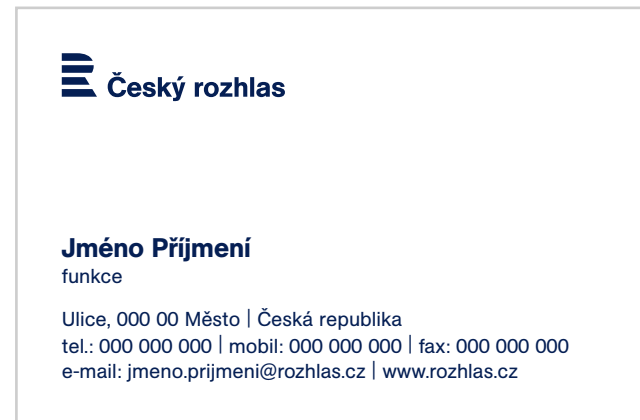 Český rozhlas
Jméno Příjmení
funkce
Ulice, 000 00 Město | Česká republika
tel.: 000 000 000 | mobil: 000 000 000 | fax: 000 000 000
e-mail: jmeno.prijmeni@rozhlas.cz | www.rozhlas.cz